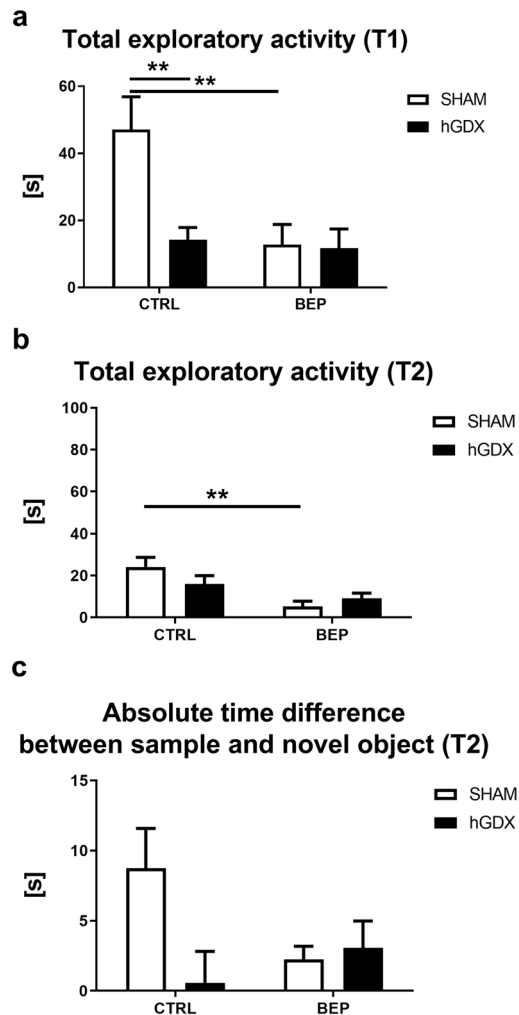 a
Total exploratory activity (T1)
**
**
60
40
20
0
[s]
SHAM
hGDX
CTRL
BEP
b
Total exploratory activity (T2)
100
80
60
40
20
0
[s]
**
SHAM
hGDX
CTRL
BEP
c
Absolute time difference
between sample and novel object (T2)
15
10
5
0
[s]
SHAM
hGDX
CTRL
BEP